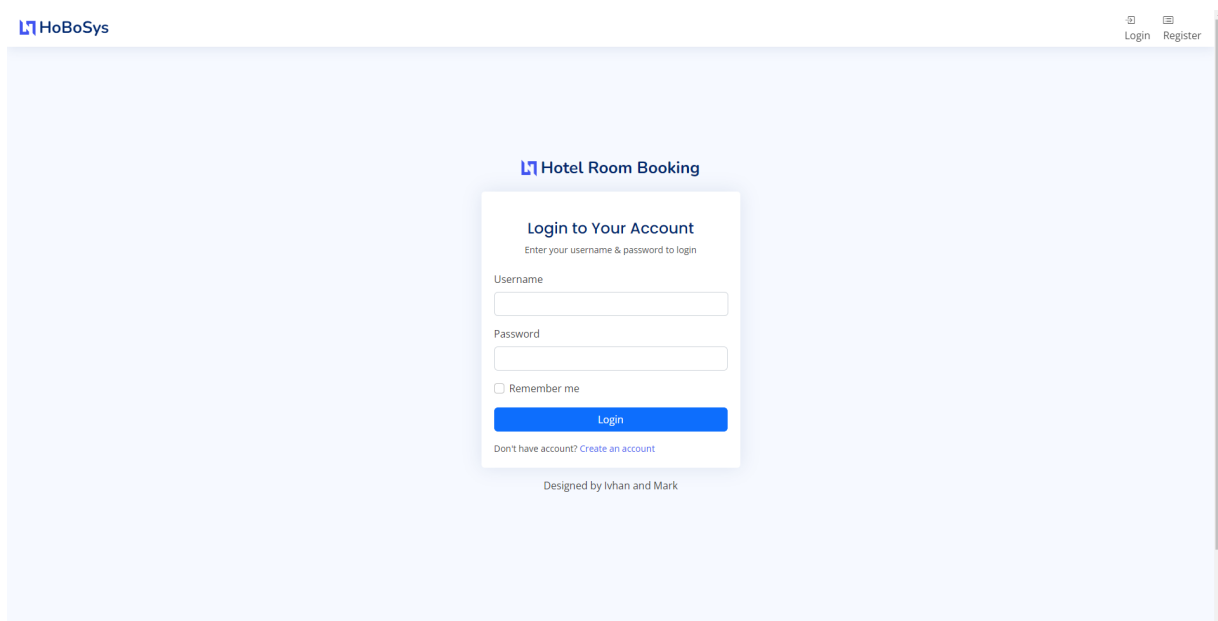 HoBoSys
Login Register
Hotel Room Booking
Login to Your Account
Enter your username & password to login
Username
Password
Remember me
Login
Don't have account? Create an account
Designed by Ivhan and Mark